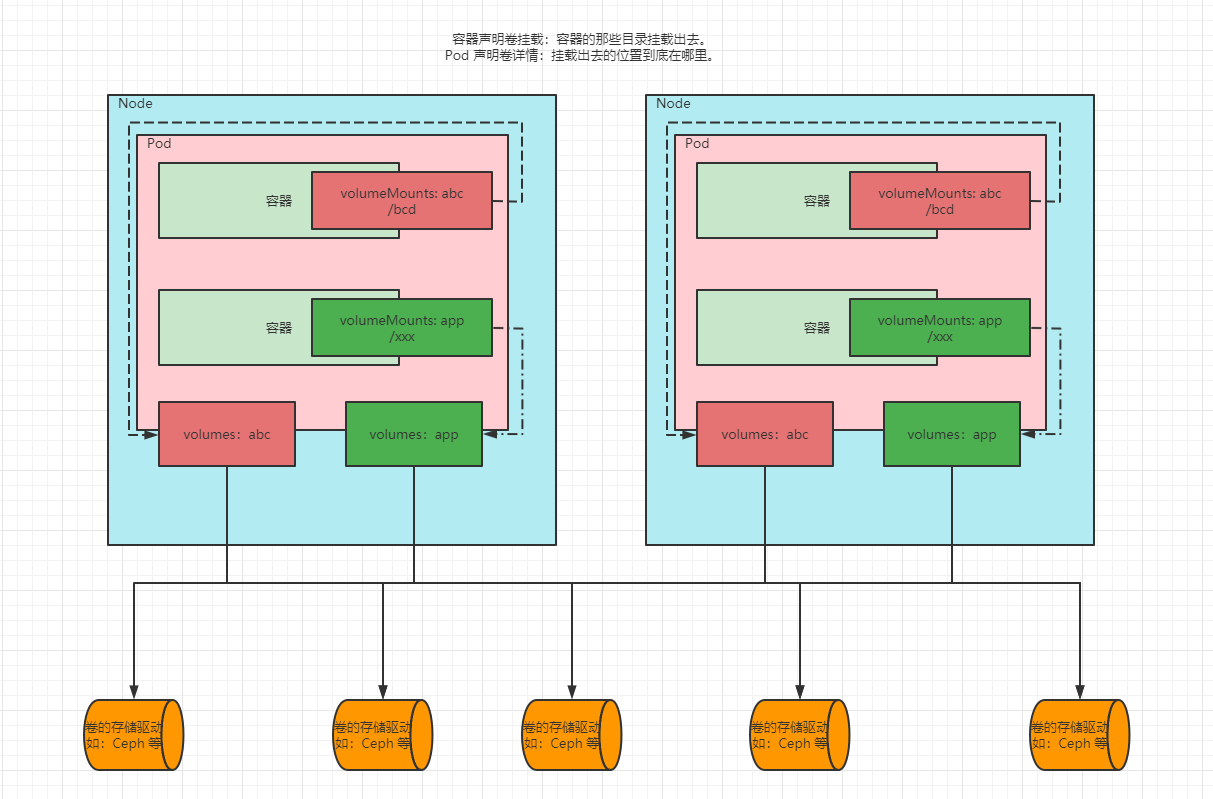 容器声明卷挂载：容器的那些目录挂载出去。
Pod 声明卷详情：挂载出去的位置到底在哪里。
Node
Pod
容器
volumeMounts: abc
/bcd
容器
volumeMounts: app
/xxx
volumes：abc
volumes：app
Node
Pod
容器
volumeMounts: abc
/bcd
容器
volumeMounts: app
/xxx
volumes：abc
volumes：app
卷的存储驱动
如：Ceph 等
卷的存储驱动
如：Ceph 等
卷的存储驱动
如：Ceph 等
卷的存储驱动
如：Ceph 等
卷的存储驱动
如：Ceph 等